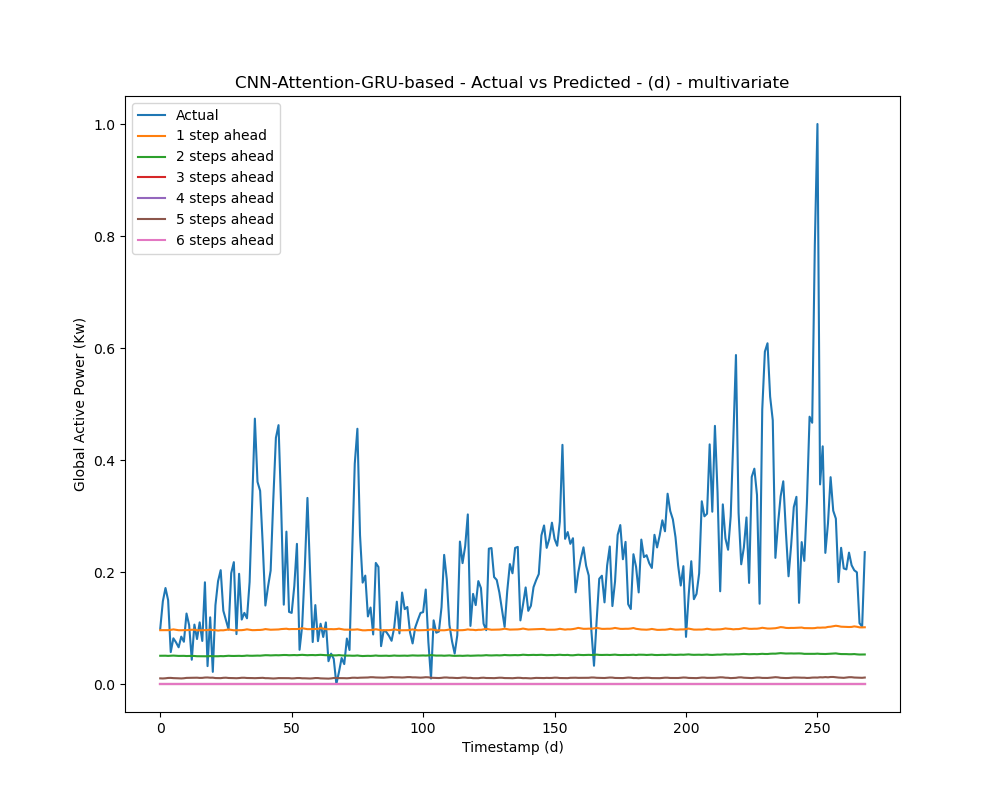 CNN-Attention-GRU-based - Actual vs Predicted - (d) - multivariate
Actual
1 step ahead
2 steps ahead
3 steps ahead
4 steps ahead
5 steps ahead
6 steps ahead
1.0
0.8
0.6
0.4
0.2
0.0
Global Active Power (Kw)
0 50 100 150 200 250
Timestamp (d)